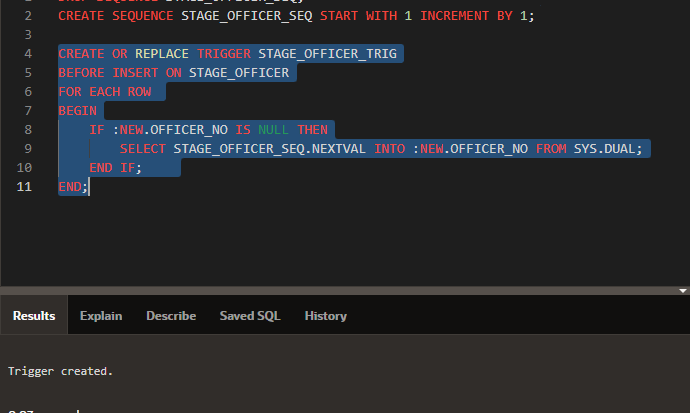 2 CREATE SEQUENCE STAGE_OFFICER_SEQ START WITH 1 INCREMENT BY 1;
3
4 CREATE OR REPLACE TRIGGER STAGE_OFFICER_TRIG
5 BEFORE INSERT ON STAGE_OFFICER
6 FOR EACH ROW
7 BEGIN
8 IF :NEW.OFFICER_NO IS NULL THEN
9 SELECT STAGE_OFFICER_SEQ.NEXTVAL INTO :NEW.OFFICER_NO FROM SYS.DUAL;
10 END IF;
11 END;
Results Explain Describe Saved SQL History
Trigger created.